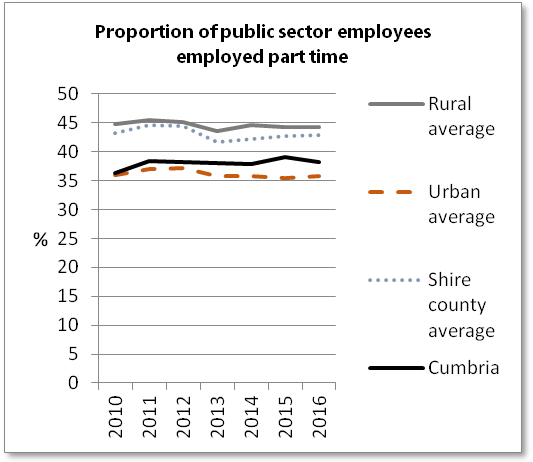 Proportion of public sector employees
employed part time
50
45
40
35
30
25
20
15
10
5
0
%
2010
2011
2012
2013
2014
2015
2016
Rural
average
Urban
average
Shire
county
average
Cumbria